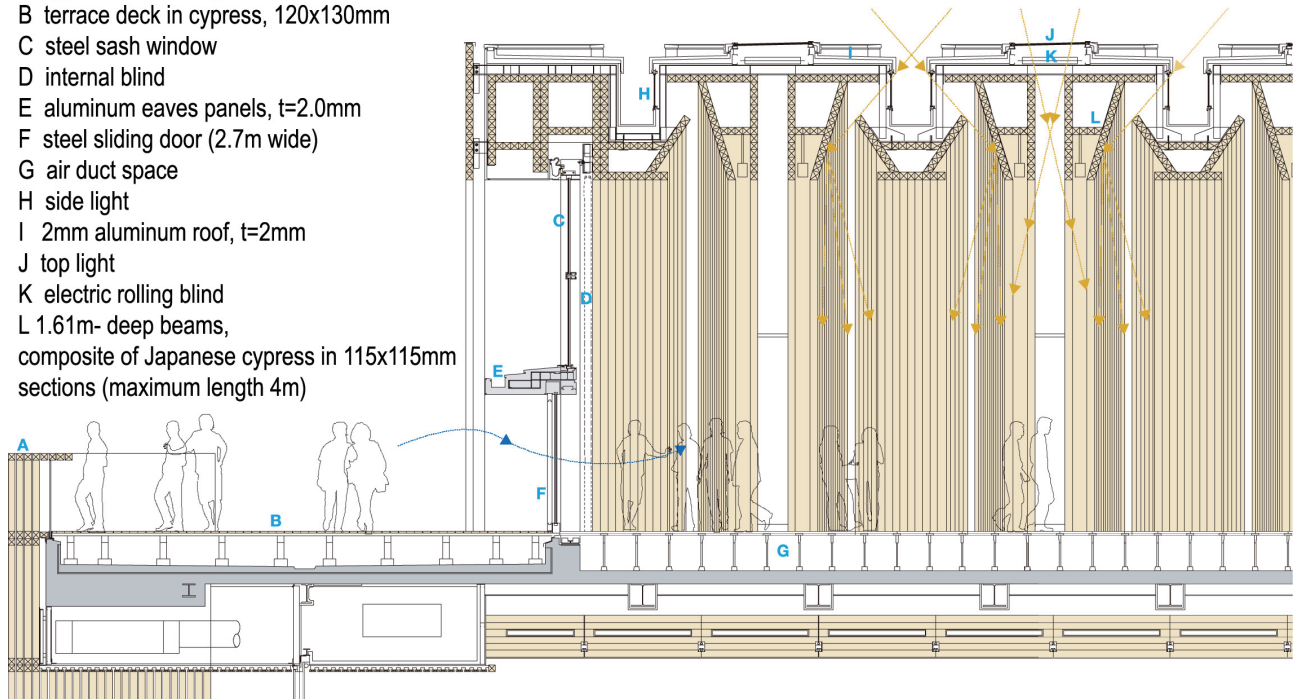 B terrace deck in cypress, 120x130mm
C steel sash window
D internal blind
E aluminum eaves panels, t=2.0mm
F steel sliding door (2.7m wide)
G air duct space
H side light
I 2mm aluminum roof, t=2mm
J top light
K electric rolling blind
L 1.61m- deep beams,
composite of Japanese cypress in 115x115mm
sections (maximum length 4m)
J
I
K
H
L
C
D
E
A
F
B
G